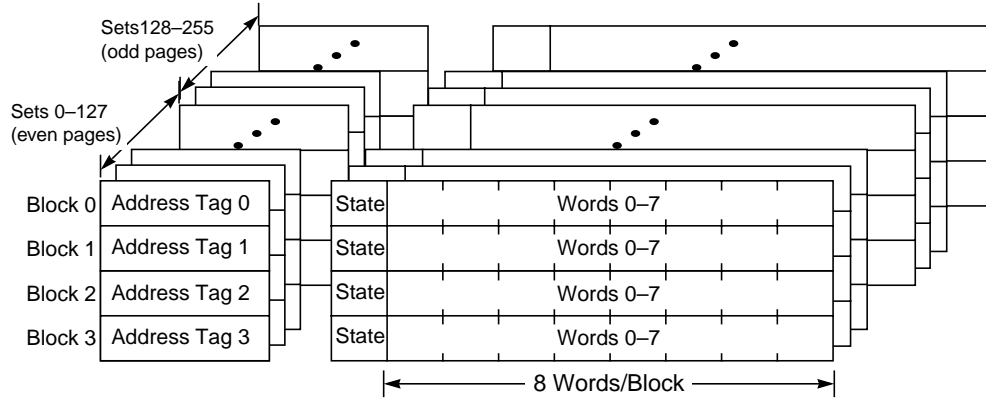 Sets128–255
(odd pages)
Sets 0–127
(even pages)
Block 0 Address Tag 0 State Words 0–7
Block 1 Address Tag 1 State Words 0–7
Block 2 Address Tag 2 State Words 0–7
Block 3 Address Tag 3 State Words 0–7
8 Words/Block